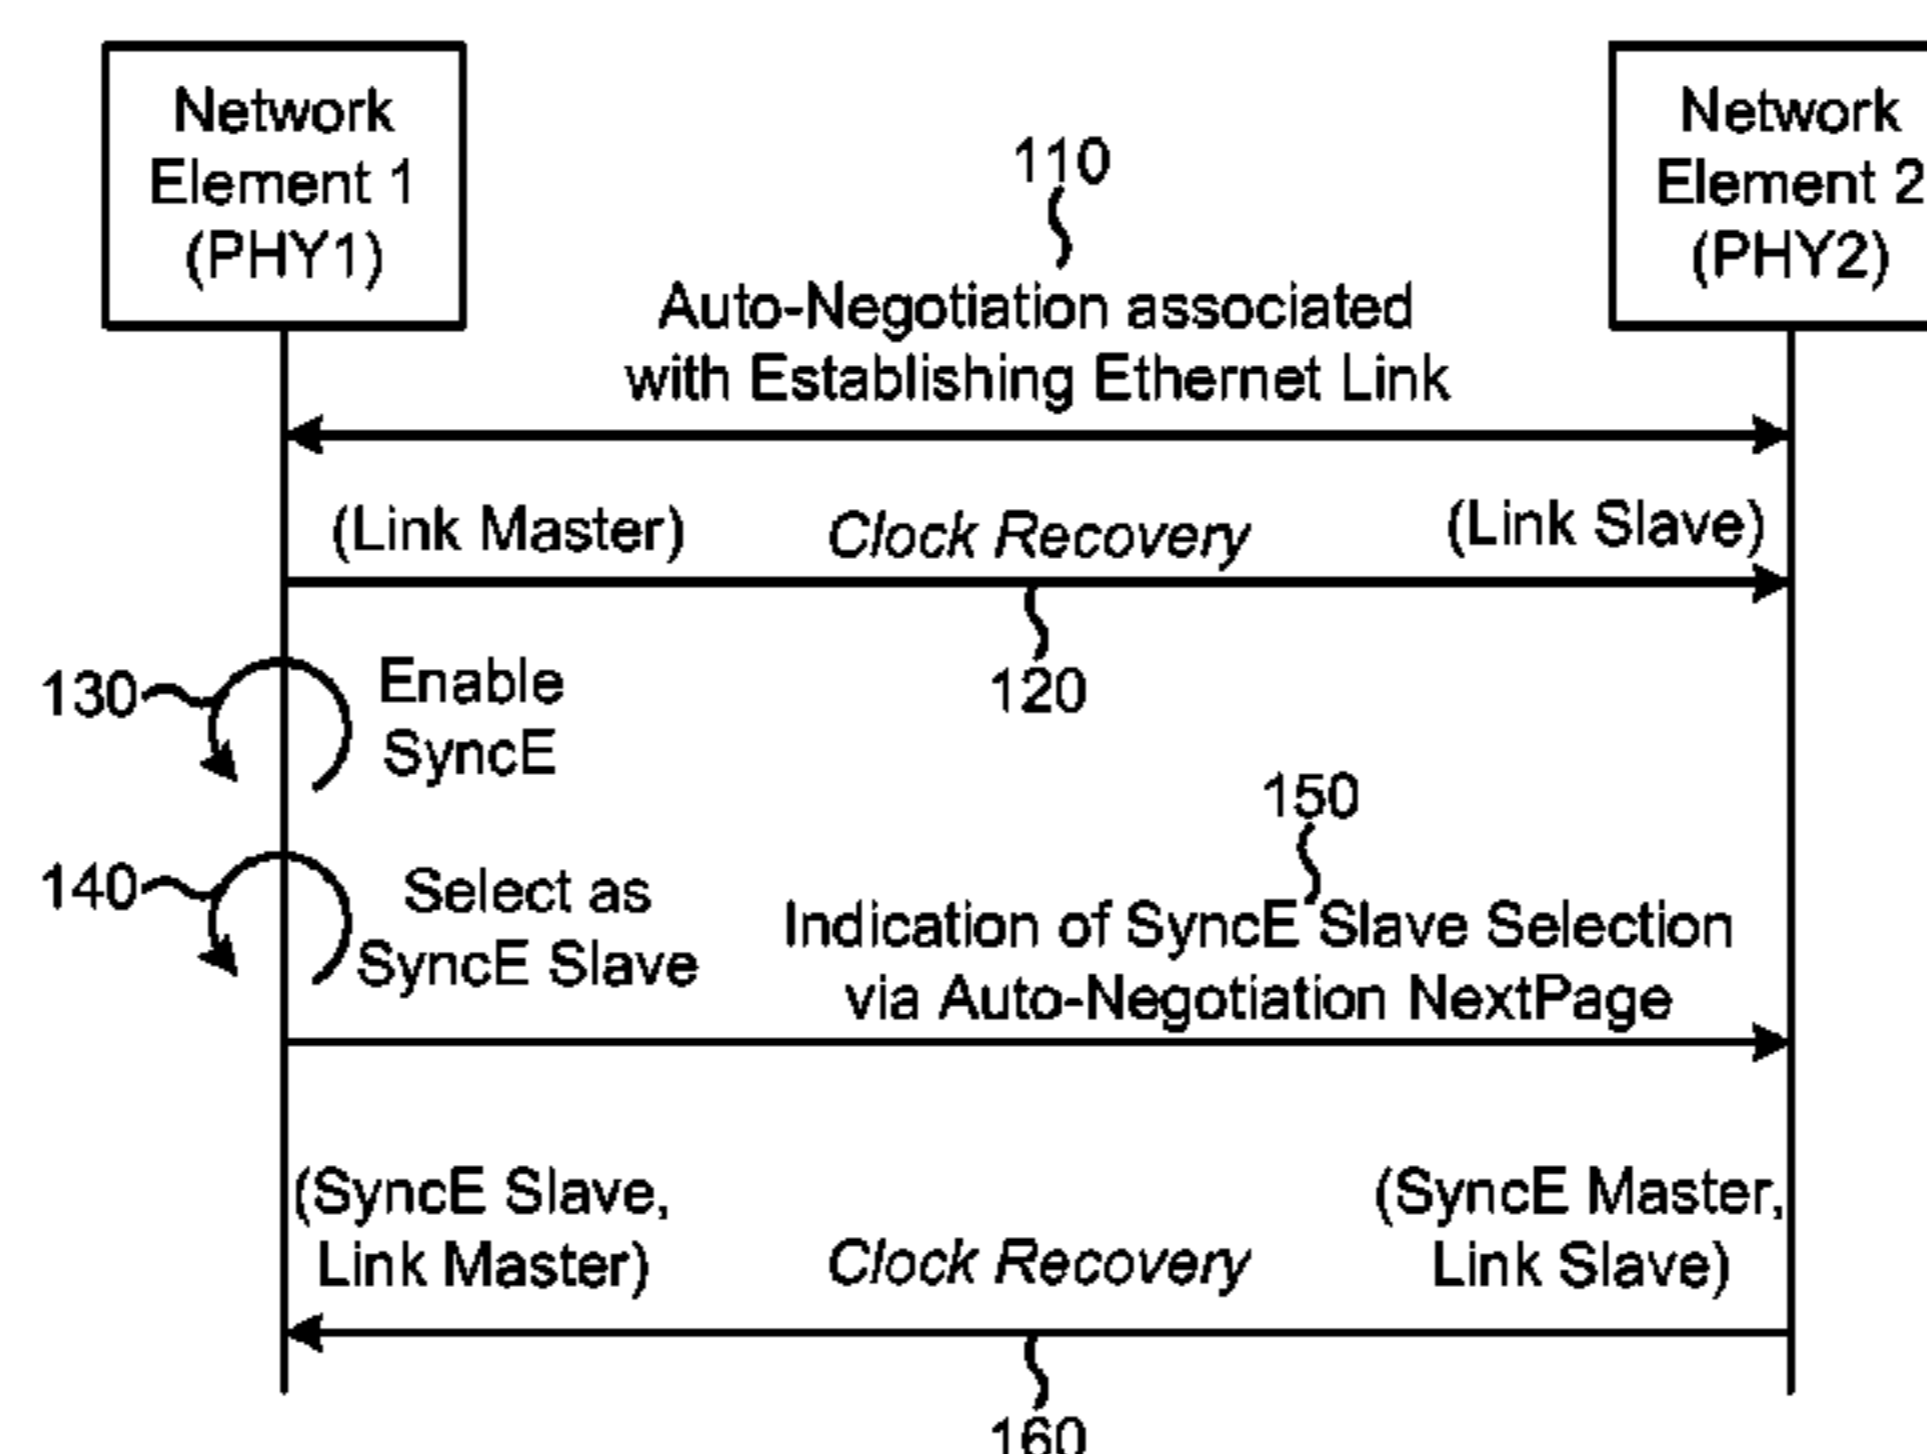 Network
Element 1
(PHY1)
Network
Element 2
(PHY2)
110
Auto-Negotiation associated
with Establishing Ethernet Link
(Link Master)
Clock Recovery
(Link Slave)
120
130
Enable
SyncE
140
Select as
SyncE Slave
150
Indication of SyncE Slave Selection
via Auto-Negotiation NextPage
(SyncE Slave,
Link Master)
Clock Recovery
(SyncE Master,
Link Slave)
160